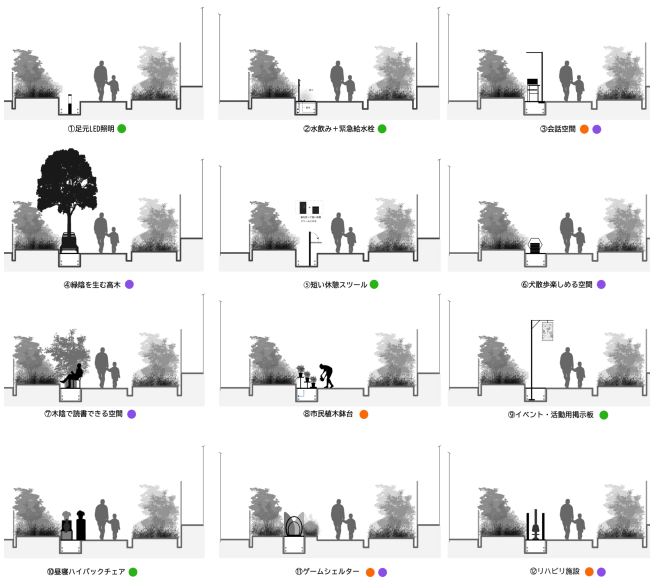 ①足元LED照明
②水飲み+緊急給水栓
③会話空間
④緑陰を生む高木
⑤短い休憩スツール
⑥犬散歩楽しめる空間
⑦木陰で読書できる空間
⑧市民植木鉢台
⑨イベント・活動用掲示板
⑩昼寝ハイバックチェア
⑪ゲームシェルター
⑫リハビリ施設